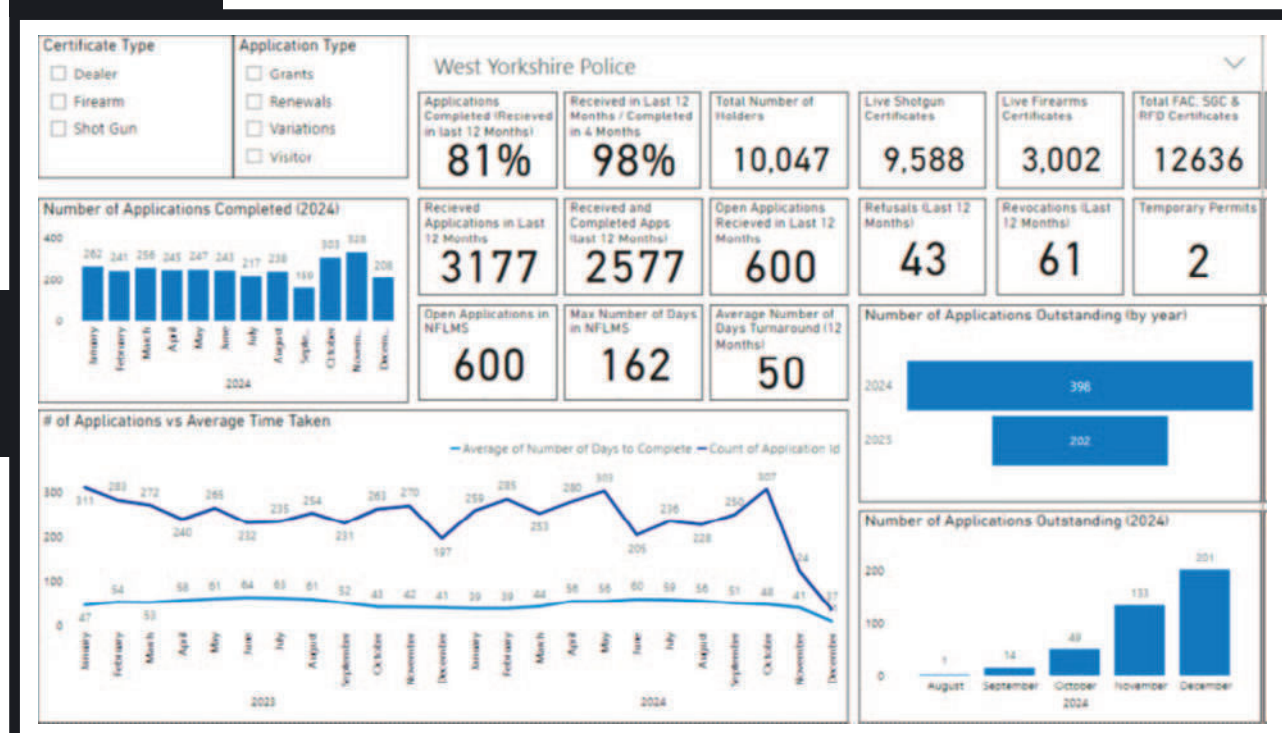 Certificate Type
Dealer
Firearm
Shot Gun
Application Type
Grants
Renewals
Variations
Visitor
West Yorkshire Police
Applications
Completed (Recieved
in last 12 Months)
81%
Received in Last 12
Months / Completed
in 4 Months
98%
Total Number of
Holders
10,047
Live Shotgun
Certificates
9,588
Live Firearms
Certificates
3,002
Total FAC, SGC &
RFD Certificates
12636
Number of Applications Completed (2024)
400
200
0
262 241 256 245 247 243 217 238 303 328 208
January February March April May June July August Septe... October Novem... Decem...
2024
Recieved
Applications in Last
12 Months
3177
Received and
Completed Apps
(last 12 Months)
2577
Open Applications
Recieved in Last 12
Months
600
Refusals (Last 12
Months)
43
Revocations (Last
12 Months)
61
Temporary Permits
2
Open Applications in
NFLMS
600
Max Number of Days
in NFLMS
162
Average Number of
Days Turnaround (12
Months)
50
Number of Applications Outstanding (by year)
2024
398
202
# of Applications vs Average Time Taken
Average of Number of Days to Complete
Count of Application Id
300
200
100
0
311 283 272 240 265 232 235 254 231 263 270 197 259 285 253 280 303 205 236 228 250 307
47 54 53 58 61 64 63 61 52 43 42 41 39 39 44 56 56 60 59 56 51 48 41 37
January February March April May June July August September October November December January February March April May June July August September October November December
2023
2024
Number of Applications Outstanding (2024)
200
100
0
1 14 49 133 201
August September October November December
2024